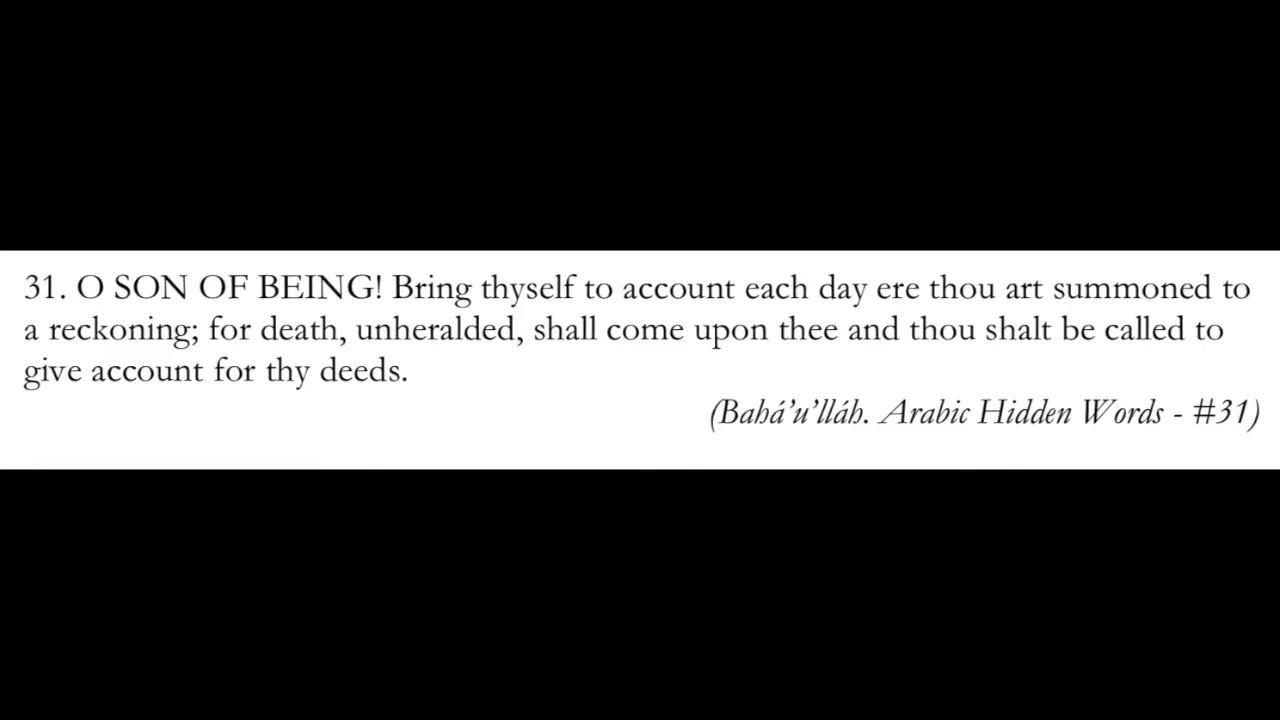 31. O SON OF BEING! Bring thyself to account each day ere thou art summoned to
a reckoning; for death, unheralded, shall come upon thee and thou shalt be called to
give account for thy deeds.
(Bahá’u’lláh. Arabic Hidden Words - #31)